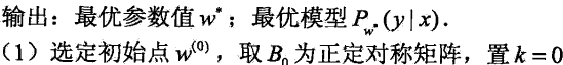 输出：最优参数值 w*；最优模型 P_{w*}(y|x).
（1）选定初始点 w^{(0)}，取 B_0 为正定对称矩阵，置 k = 0